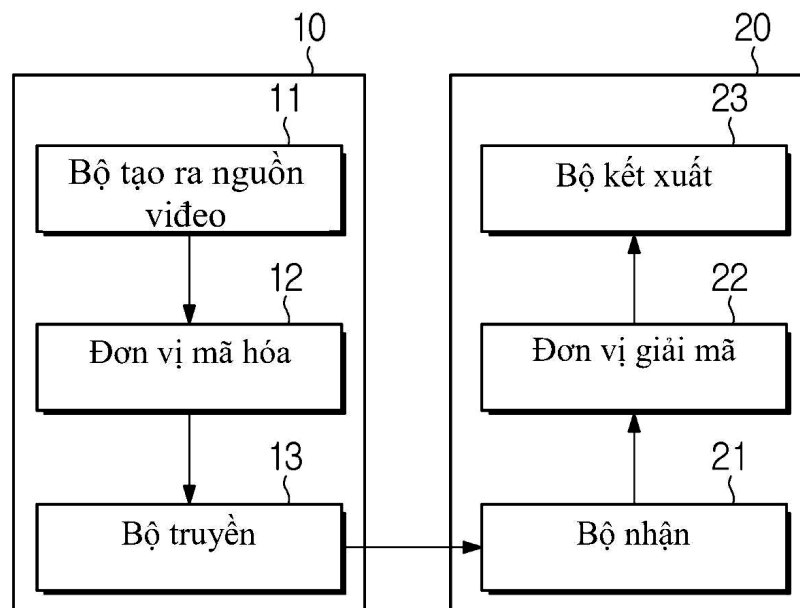 10
11
Bộ tạo ra nguồn
viđeo
12
Đơn vị mã hóa
13
Bộ truyền
20
23
Bộ kết xuất
22
Đơn vị giải mã
21
Bộ nhận